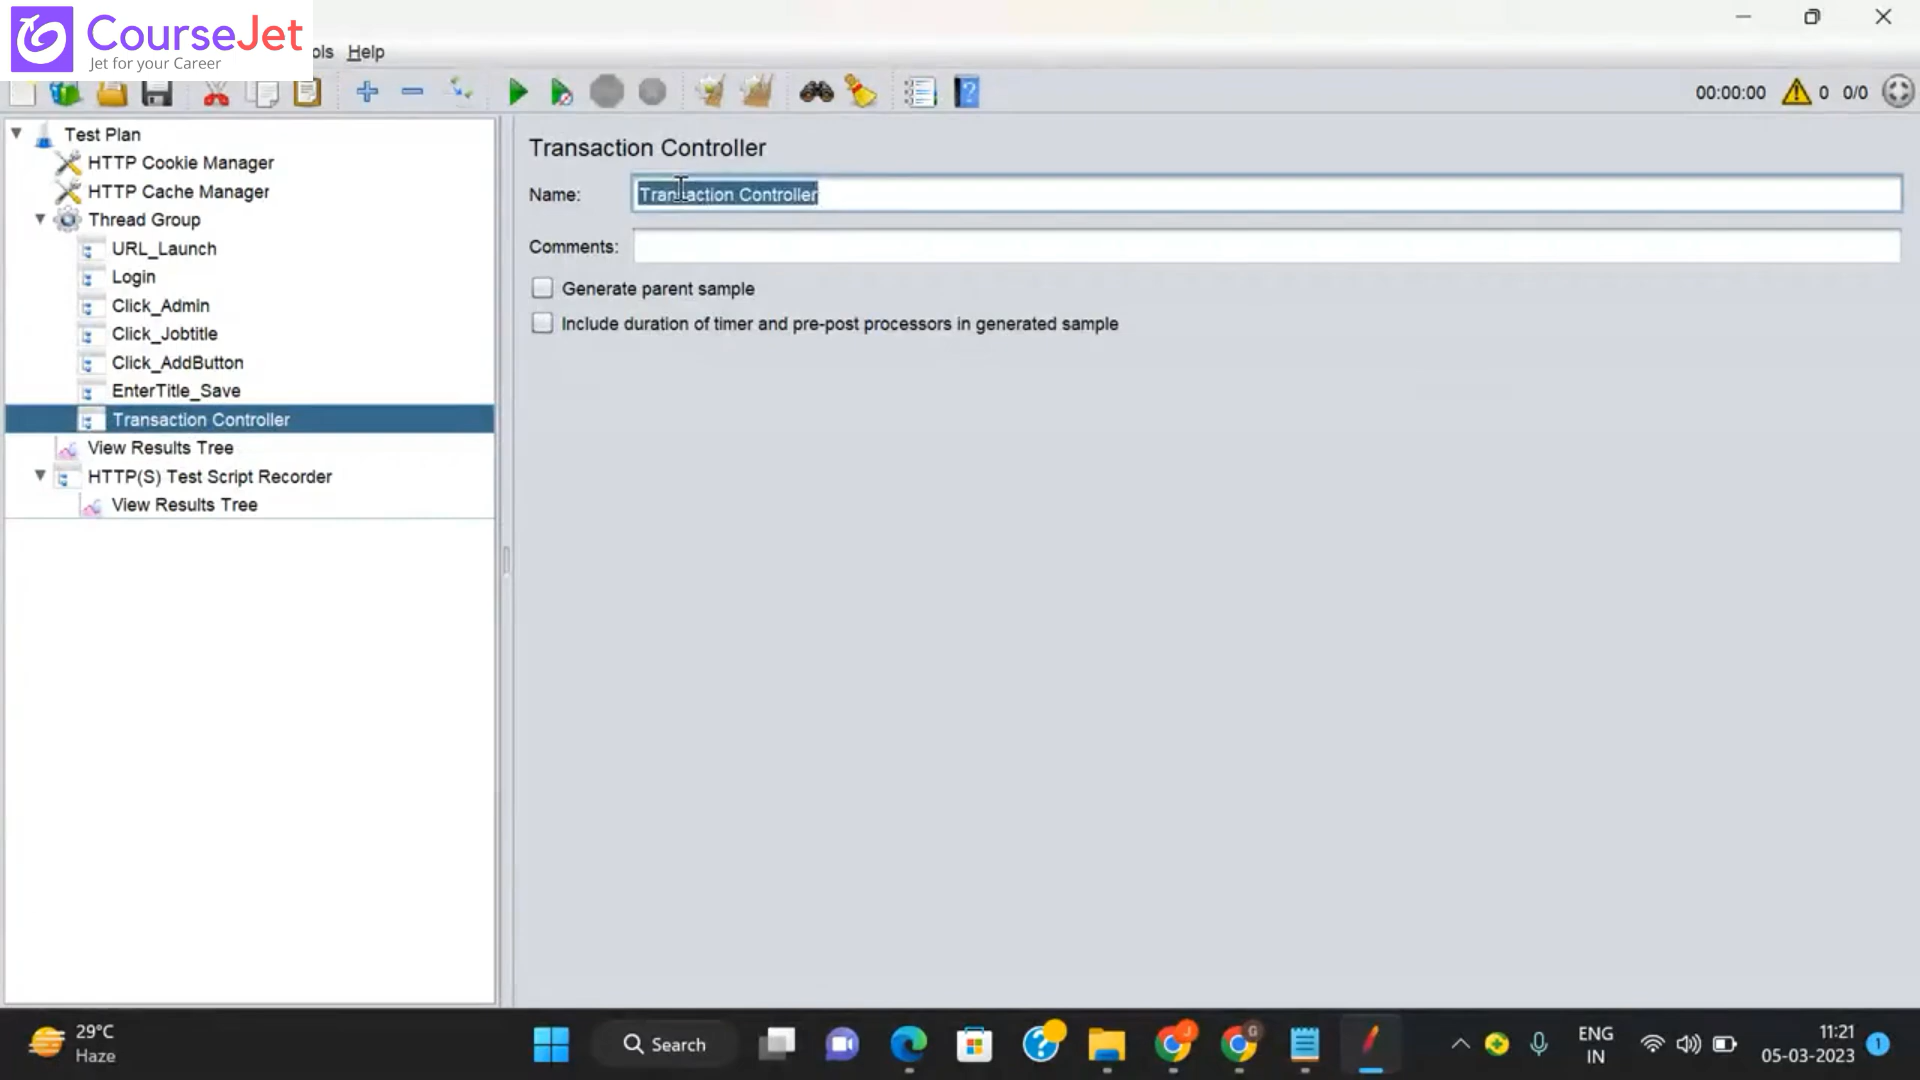 CourseJet
Jet for your Career
ols Help
00:00:00 0 0/0
Test Plan
HTTP Cookie Manager
HTTP Cache Manager
Thread Group
URL_Launch
Login
Click_Admin
Click_Jobtitle
Click_AddButton
EnterTitle_Save
Transaction Controller
View Results Tree
HTTP(S) Test Script Recorder
View Results Tree
Transaction Controller
Name: Transaction Controller
Comments:
Generate parent sample
Include duration of timer and pre-post processors in generated sample
29°C
Haze
Search
J
G
ENG
IN
11:21
05-03-2023
1